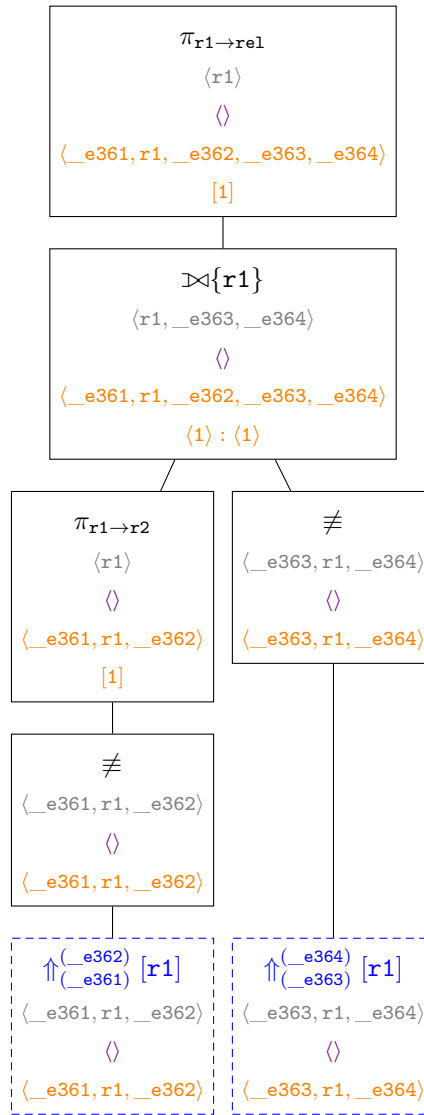 π r1→rel
⟨r1⟩
⟨⟩
⟨__e361, r1, __e362, __e363, __e364⟩
[1]
⟕{r1}
⟨r1, __e363, __e364⟩
⟨⟩
⟨__e361, r1, __e362, __e363, __e364⟩
⟨1⟩ : ⟨1⟩
π r1→r2
⟨r1⟩
⟨⟩
⟨__e361, r1, __e362⟩
[1]
≢
⟨__e363, r1, __e364⟩
⟨⟩
⟨__e363, r1, __e364⟩
≢
⟨__e361, r1, __e362⟩
⟨⟩
⟨__e361, r1, __e362⟩
⇑(__e362)(__e361) [r1]
⟨__e361, r1, __e362⟩
⟨⟩
⟨__e361, r1, __e362⟩
⇑(__e364)(__e363) [r1]
⟨__e363, r1, __e364⟩
⟨⟩
⟨__e363, r1, __e364⟩